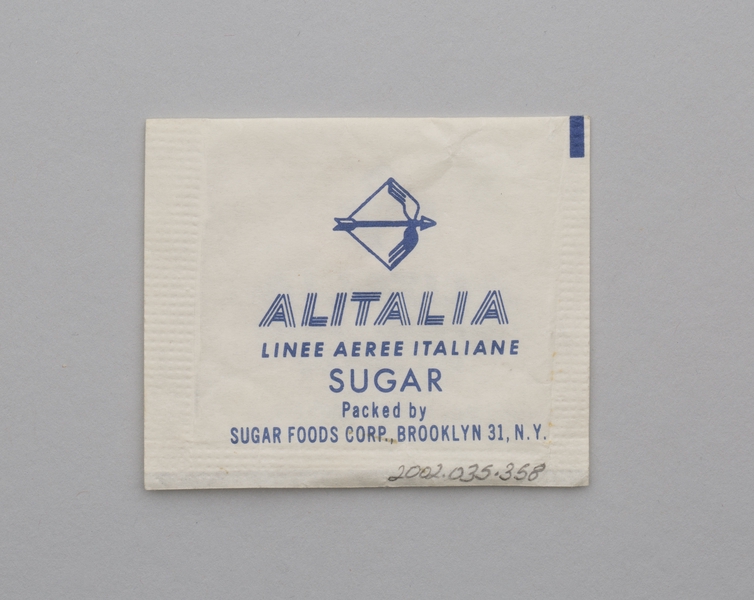 ALITALIA
LINEE AEREE ITALIANE
SUGAR
Packed by
SUGAR FOODS CORP., BROOKLYN 31, N.Y.
2002.035.358